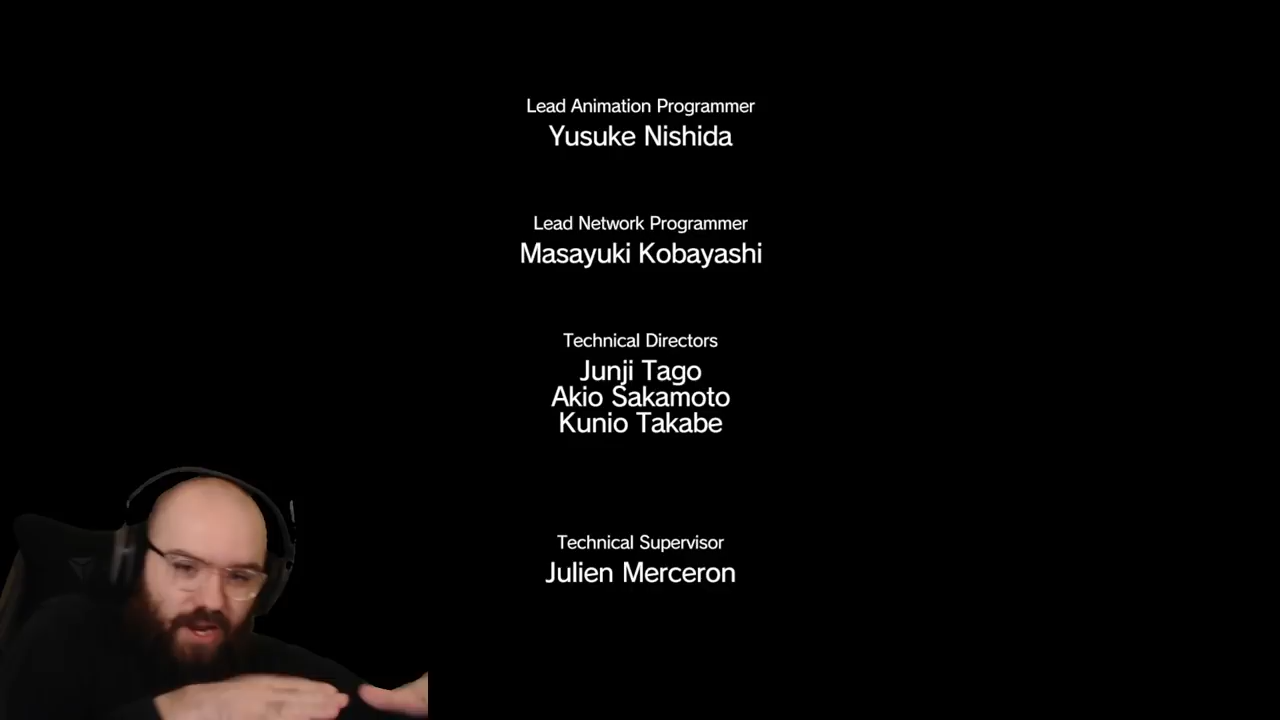 Lead Animation Programmer
Yusuke Nishida
Lead Network Programmer
Masayuki Kobayashi
Technical Directors
Junji Tago
Akio Sakamoto
Kunio Takabe
Technical Supervisor
Julien Merceron